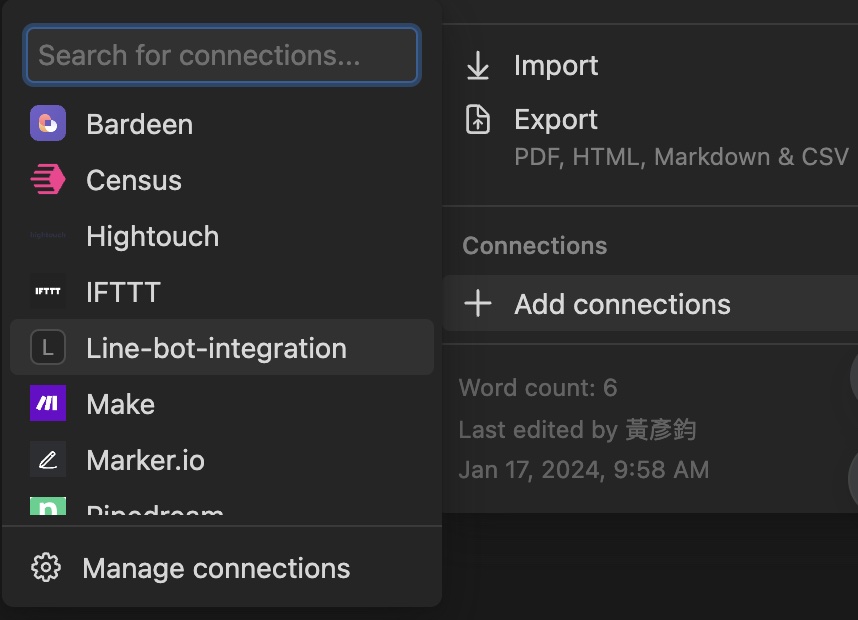 Search for connections...
Bardeen
Census
Hightouch
IFTTT
IFTTT
L
Line-bot-integration
Make
Marker.io
Pipedream
Manage connections
Import
Export
PDF, HTML, Markdown & CSV
Connections
Add connections
Word count: 6
Last edited by 黃彥鈞
Jan 17, 2024, 9:58 AM